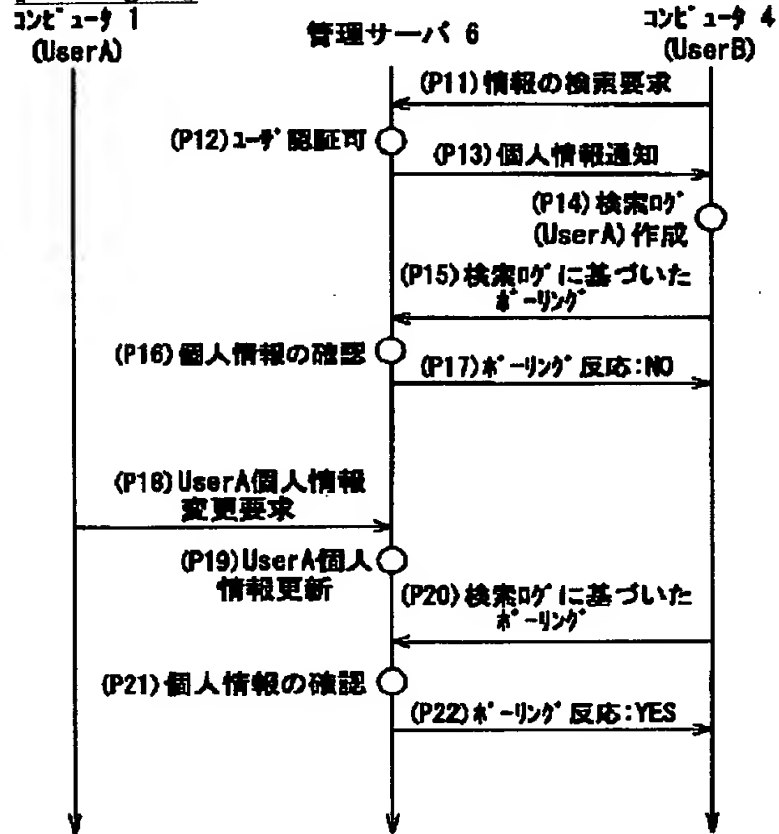 コンピュータ 1
(UserA)
管理サーバ 6
コンピュータ 4
(UserB)
(P11)情報の検索要求
(P12)ユーザ認証可
(P13)個人情報通知
(P14)検索ログ
(UserA)作成
(P15)検索ログに基づいた
ポーリング
(P16)個人情報の確認
(P17)ポーリング反応:NO
(P18)UserA個人情報
変更要求
(P19)UserA個人
情報更新
(P20)検索ログに基づいた
ポーリング
(P21)個人情報の確認
(P22)ポーリング反応:YES